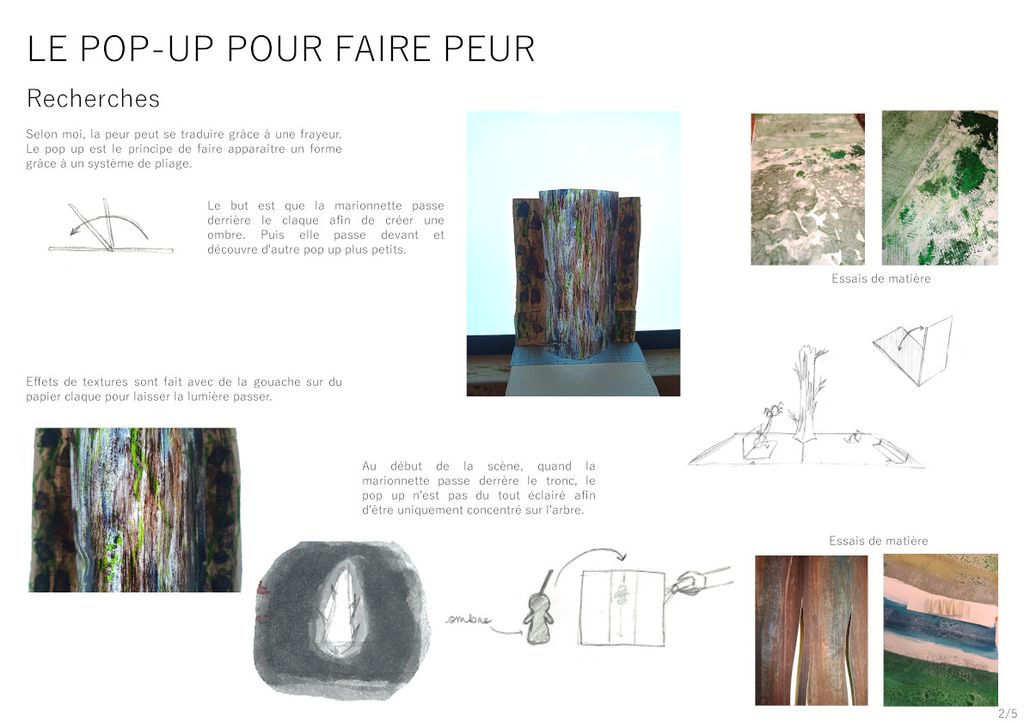 LE POP-UP POUR FAIRE PEUR
Recherches
Selon moi, la peur peut se traduire grâce à une frayeur.
Le pop up est le principe de faire apparaître un forme
grâce à un système de pliage.
Le but est que la marionnette passe
derrière le claque afin de créer une
ombre. Puis elle passe devant et
découvre d'autre pop up plus petits.
Essais de matière
Effets de textures sont fait avec de la gouache sur du
papier claque pour laisser la lumière passer.
Au début de la scène, quand la
marionnette passe derrère le tronc, le
pop up n'est pas du tout éclairé afin
d'être uniquement concentré sur l'arbre.
Essais de matière
ombre
2/5